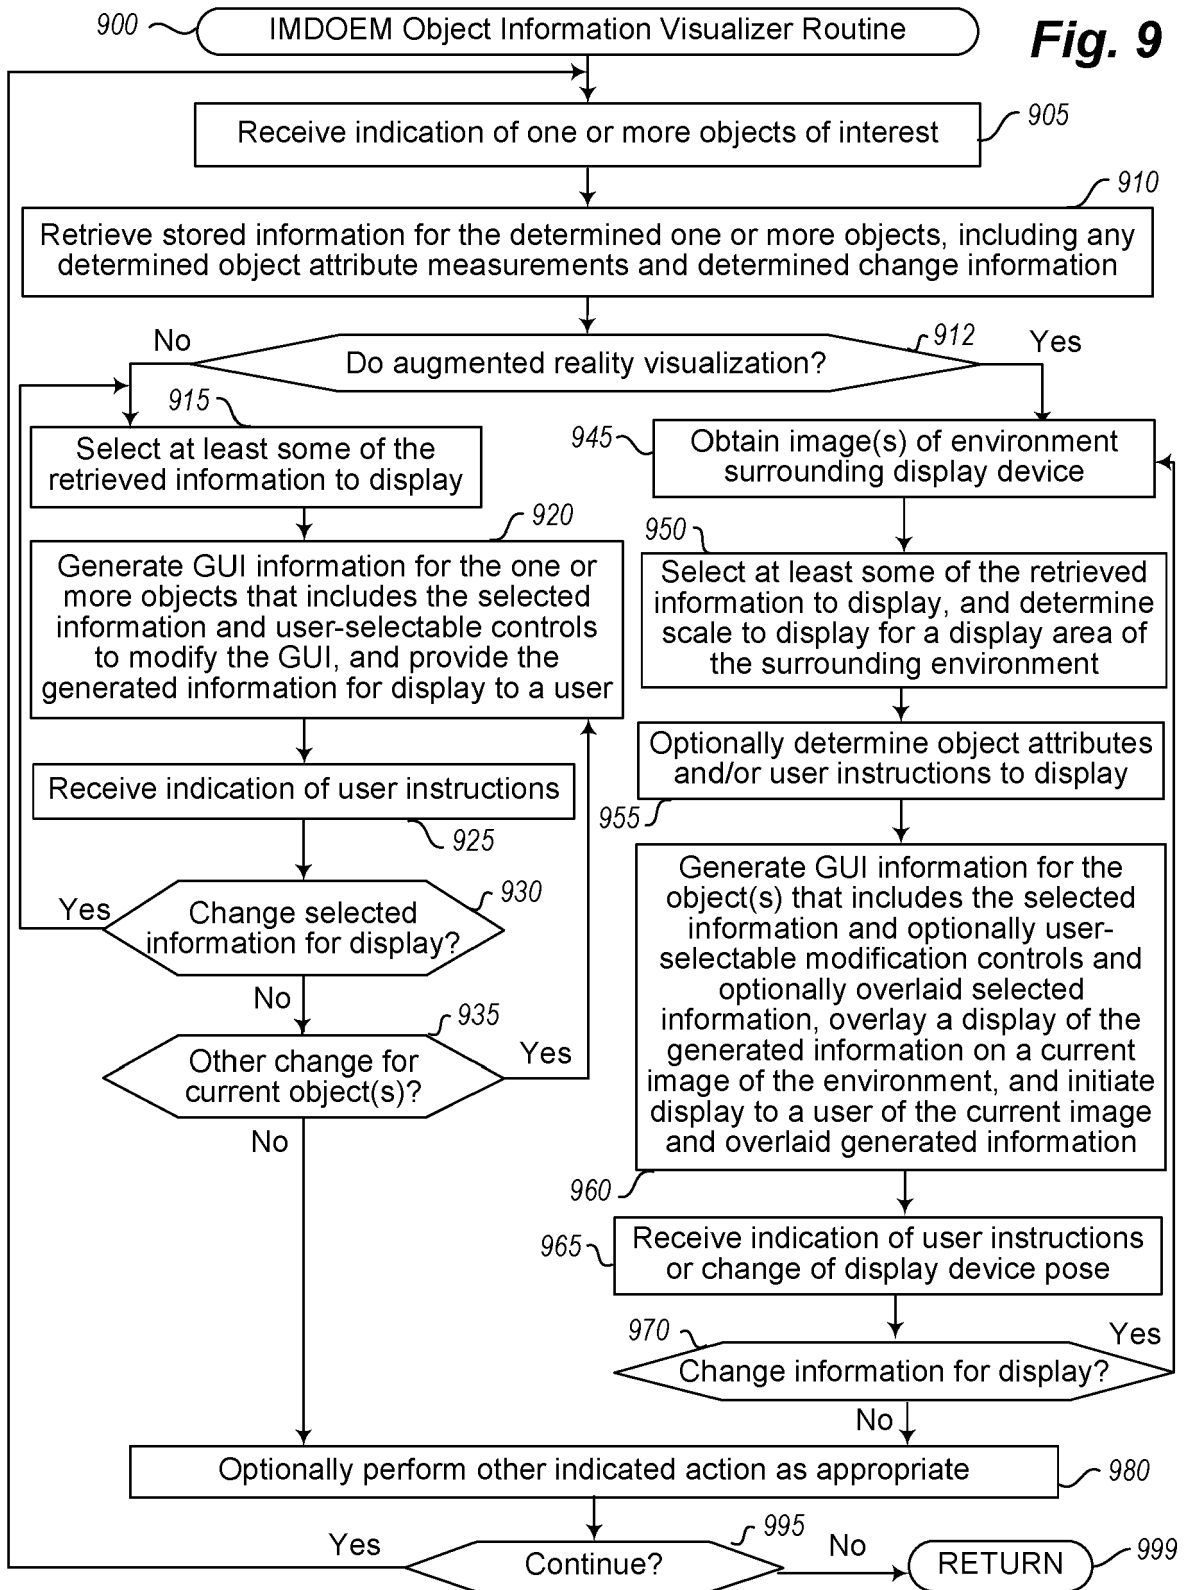 900
IMDOEM Object Information Visualizer Routine
Fig. 9
Receive indication of one or more objects of interest
905
910
Retrieve stored information for the determined one or more objects, including any
determined object attribute measurements and determined change information
No
912
Do augmented reality visualization?
Yes
915
Select at least some of the
retrieved information to display
920
Generate GUI information for the one or
more objects that includes the selected
information and user-selectable controls
to modify the GUI, and provide the
generated information for display to a user
Receive indication of user instructions
925
930
Yes
Change selected
information for display?
No
935
Other change for
current object(s)?
Yes
No
945
Obtain image(s) of environment
surrounding display device
950
Select at least some of the retrieved
information to display, and determine
scale to display for a display area of
the surrounding environment
Optionally determine object attributes
and/or user instructions to display
955
Generate GUI information for the
object(s) that includes the selected
information and optionally user-
selectable modification controls and
optionally overlaid selected
information, overlay a display of the
generated information on a current
image of the environment, and initiate
display to a user of the current image
and overlaid generated information
960
965
Receive indication of user instructions
or change of display device pose
970
Yes
Change information for display?
No
Optionally perform other indicated action as appropriate
980
Yes
995
Continue?
No
RETURN
999